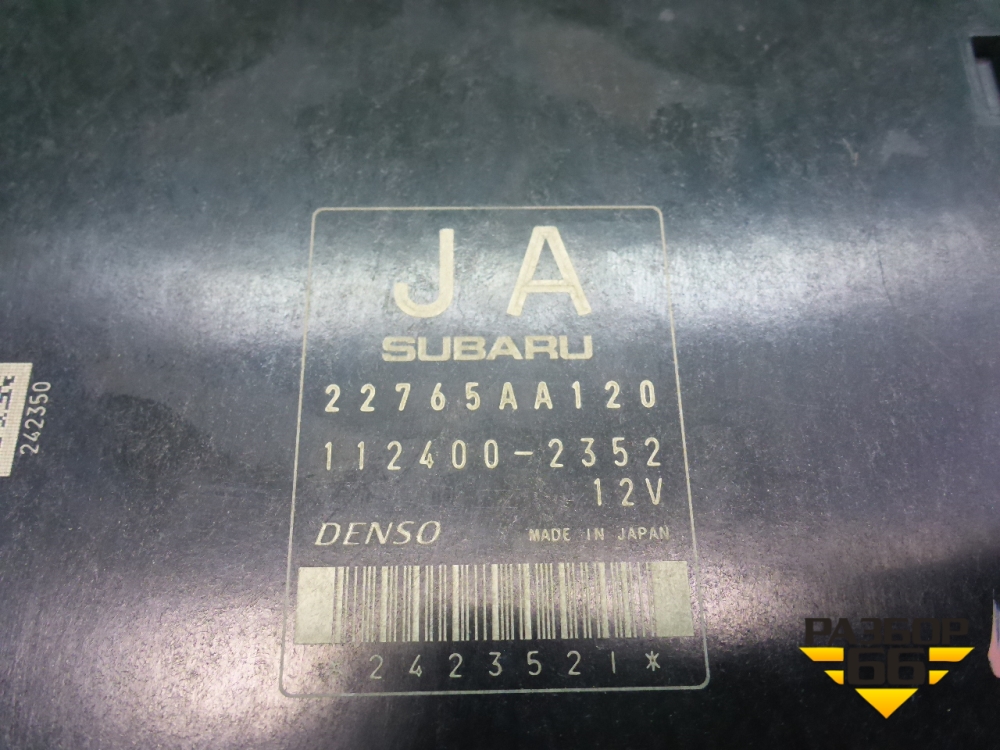 JA
SUBARU
22765AA120
112400-2352
12V
DENSO
MADE IN JAPAN
2423521*
242350
РАЗБОР
66